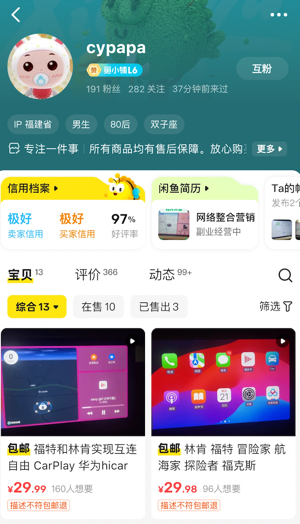 cypapa
赞 鱼小铺L6
互粉
191 粉丝 282 关注 37分钟前来过
IP 福建省 男生 80后 双子座
专注一件事 | 所有商品均有售后保障。放心购 更多
信用档案
极好 极好 97%
卖家信用 买家信用 好评率
闲鱼简历
网络整合营销
副业经营中
Ta的帖
发布2个
宝贝 13 评价 366 动态 99+
综合 13 在售 10 已售出 3 筛选
包邮 福特和林肯实现互连
自由 CarPlay 华为hicar
¥29.99 160人想要
描述不符包邮退
包邮 林肯 福特 冒险家 航
海家 探险者 福克斯
¥29.98 96人想要
描述不符包邮退